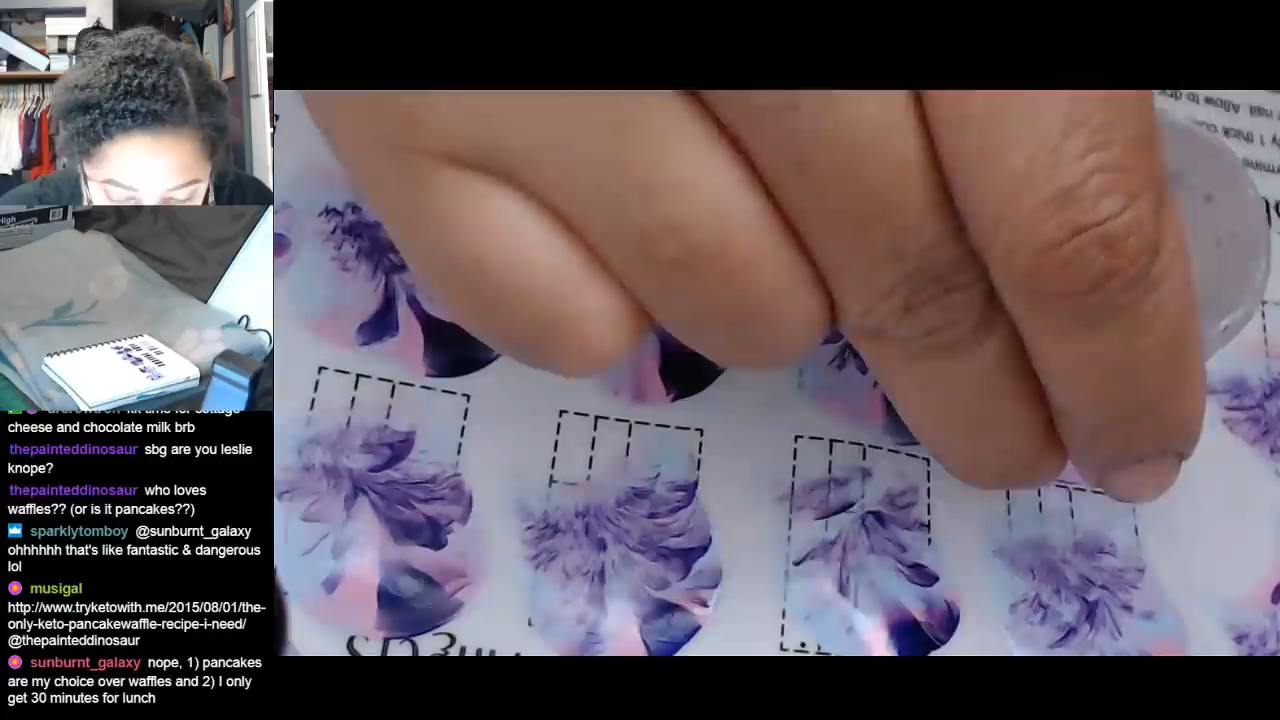 High
cheese and chocolate milk brb
thepainteddinosaur sbg are you leslie
knope?
thepainteddinosaur who loves
waffles?? (or is it pancakes??)
sparklytomboy @sunburnt_galaxy
ohhhhhh that's like fantastic & dangerous
lol
musigal
http://www.tryketowith.me/2015/08/01/the-
only-keto-pancakewaffle-recipe-i-need/
@thepainteddinosaur
sunburnt_galaxy nope, 1) pancakes
are my choice over waffles and 2) I only
get 30 minutes for lunch